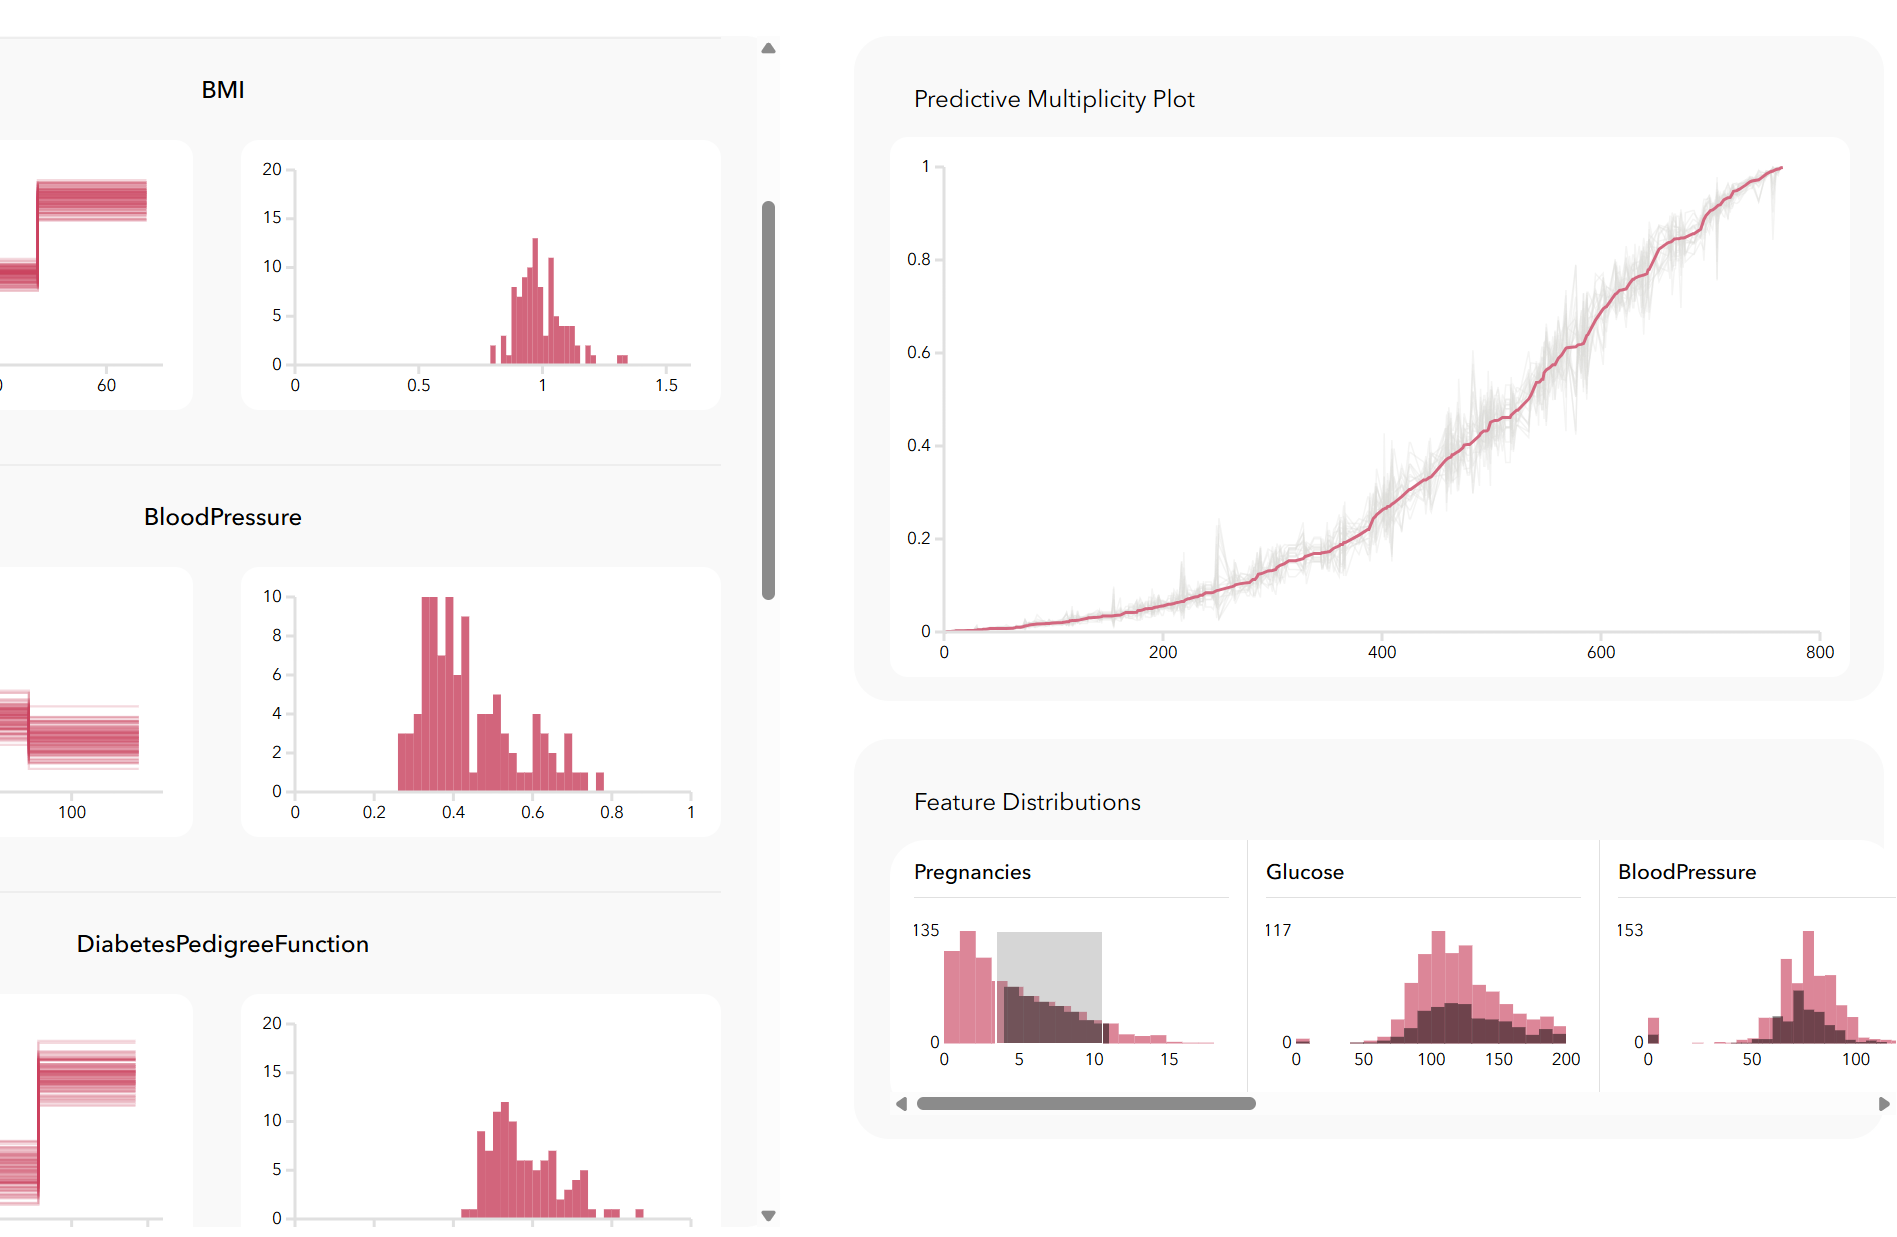 BMI
20
15
10
5
0
0 0.5 1 1.5
0 60
BloodPressure
10
8
6
4
2
0
0 0.2 0.4 0.6 0.8 1
100
DiabetesPedigreeFunction
20
15
10
5
0
Predictive Multiplicity Plot
1
0.8
0.6
0.4
0.2
0
0 200 400 600 800
Feature Distributions
Pregnancies
135
0
0 5 10 15
Glucose
117
0
0 50 100 150 200
BloodPressure
153
0
0 50 100